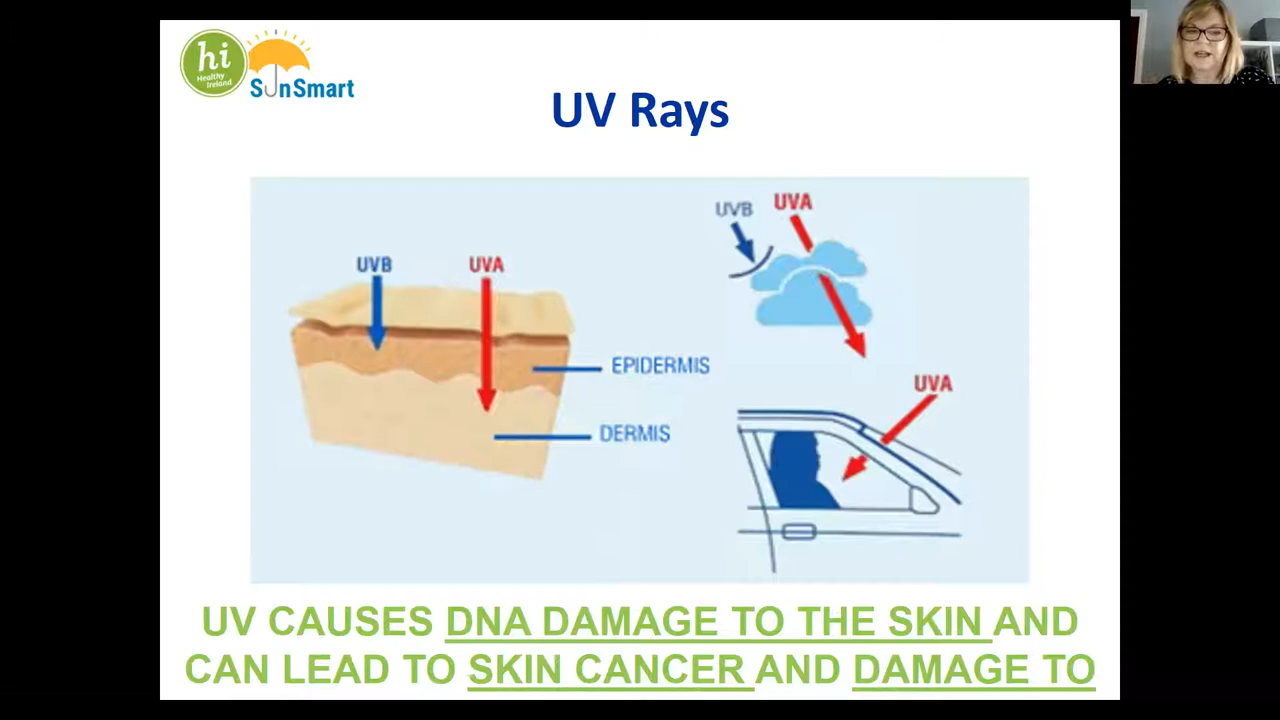 hi
Healthy
Ireland
SunSmart
UV Rays
UVB
UVA
UVB
UVA
EPIDERMIS
DERMIS
UVA
UV CAUSES DNA DAMAGE TO THE SKIN AND
CAN LEAD TO SKIN CANCER AND DAMAGE TO